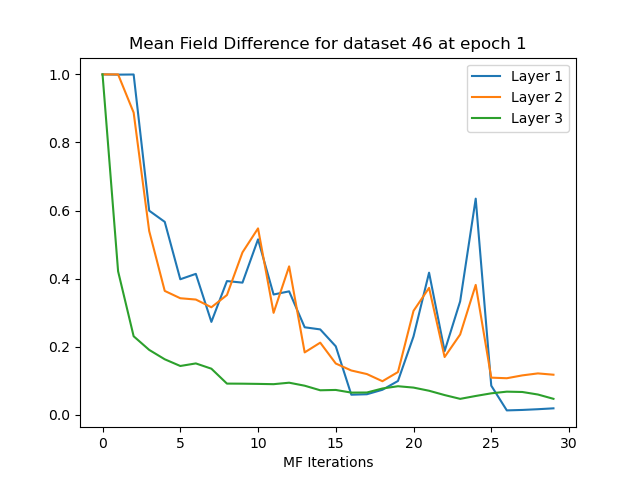 Mean Field Difference for dataset 46 at epoch 1
1.0
0.8
0.6
0.4
0.2
0.0
Layer 1
Layer 2
Layer 3
0 5 10 15 20 25 30
MF Iterations